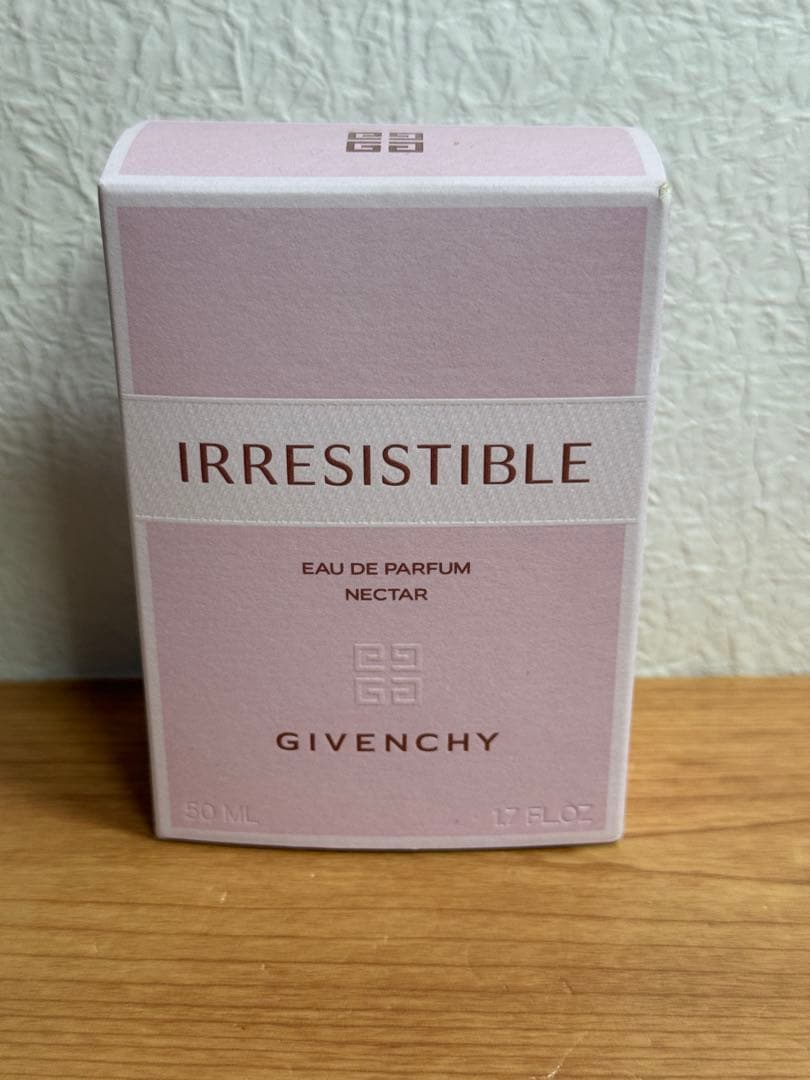 IRRESISTIBLE
EAU DE PARFUM
NECTAR
GIVENCHY
50 ML 1.7 FL.OZ